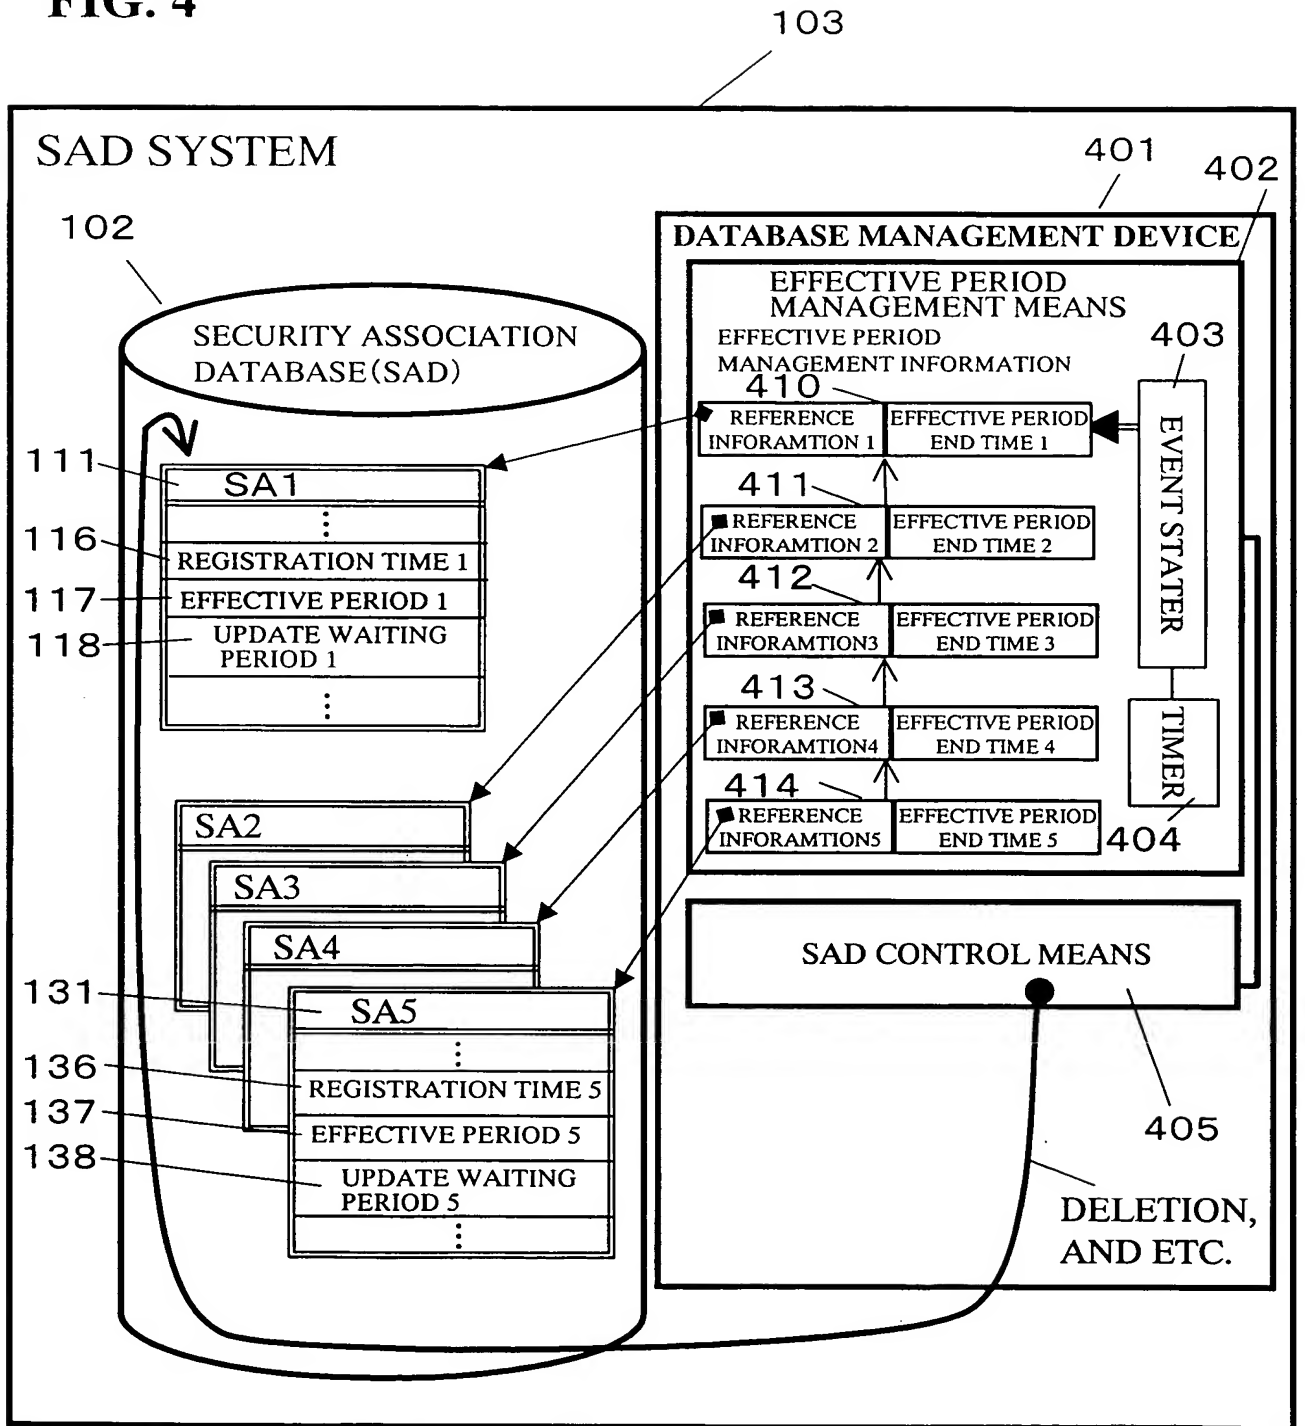 FIG. 4
103
SAD SYSTEM
401
402
102
DATABASE MANAGEMENT DEVICE
EFFECTIVE PERIOD
MANAGEMENT MEANS
SECURITY ASSOCIATION
DATABASE(SAD)
EFFECTIVE PERIOD
MANAGEMENT INFORMATION
403
410
REFERENCE
INFORAMTION 1
EFFECTIVE PERIOD
END TIME 1
411
REFERENCE
INFORAMTION 2
EFFECTIVE PERIOD
END TIME 2
412
REFERENCE
INFORAMTION3
EFFECTIVE PERIOD
END TIME 3
413
REFERENCE
INFORAMTION4
EFFECTIVE PERIOD
END TIME 4
414
REFERENCE
INFORAMTION5
EFFECTIVE PERIOD
END TIME 5
EVENT STATER
TIMER
404
111
SA1
⋮
116
REGISTRATION TIME 1
117
EFFECTIVE PERIOD 1
118
UPDATE WAITING
PERIOD 1
⋮
SA2
SA3
SA4
131
SA5
⋮
136
REGISTRATION TIME 5
137
EFFECTIVE PERIOD 5
138
UPDATE WAITING
PERIOD 5
⋮
SAD CONTROL MEANS
405
DELETION,
AND ETC.